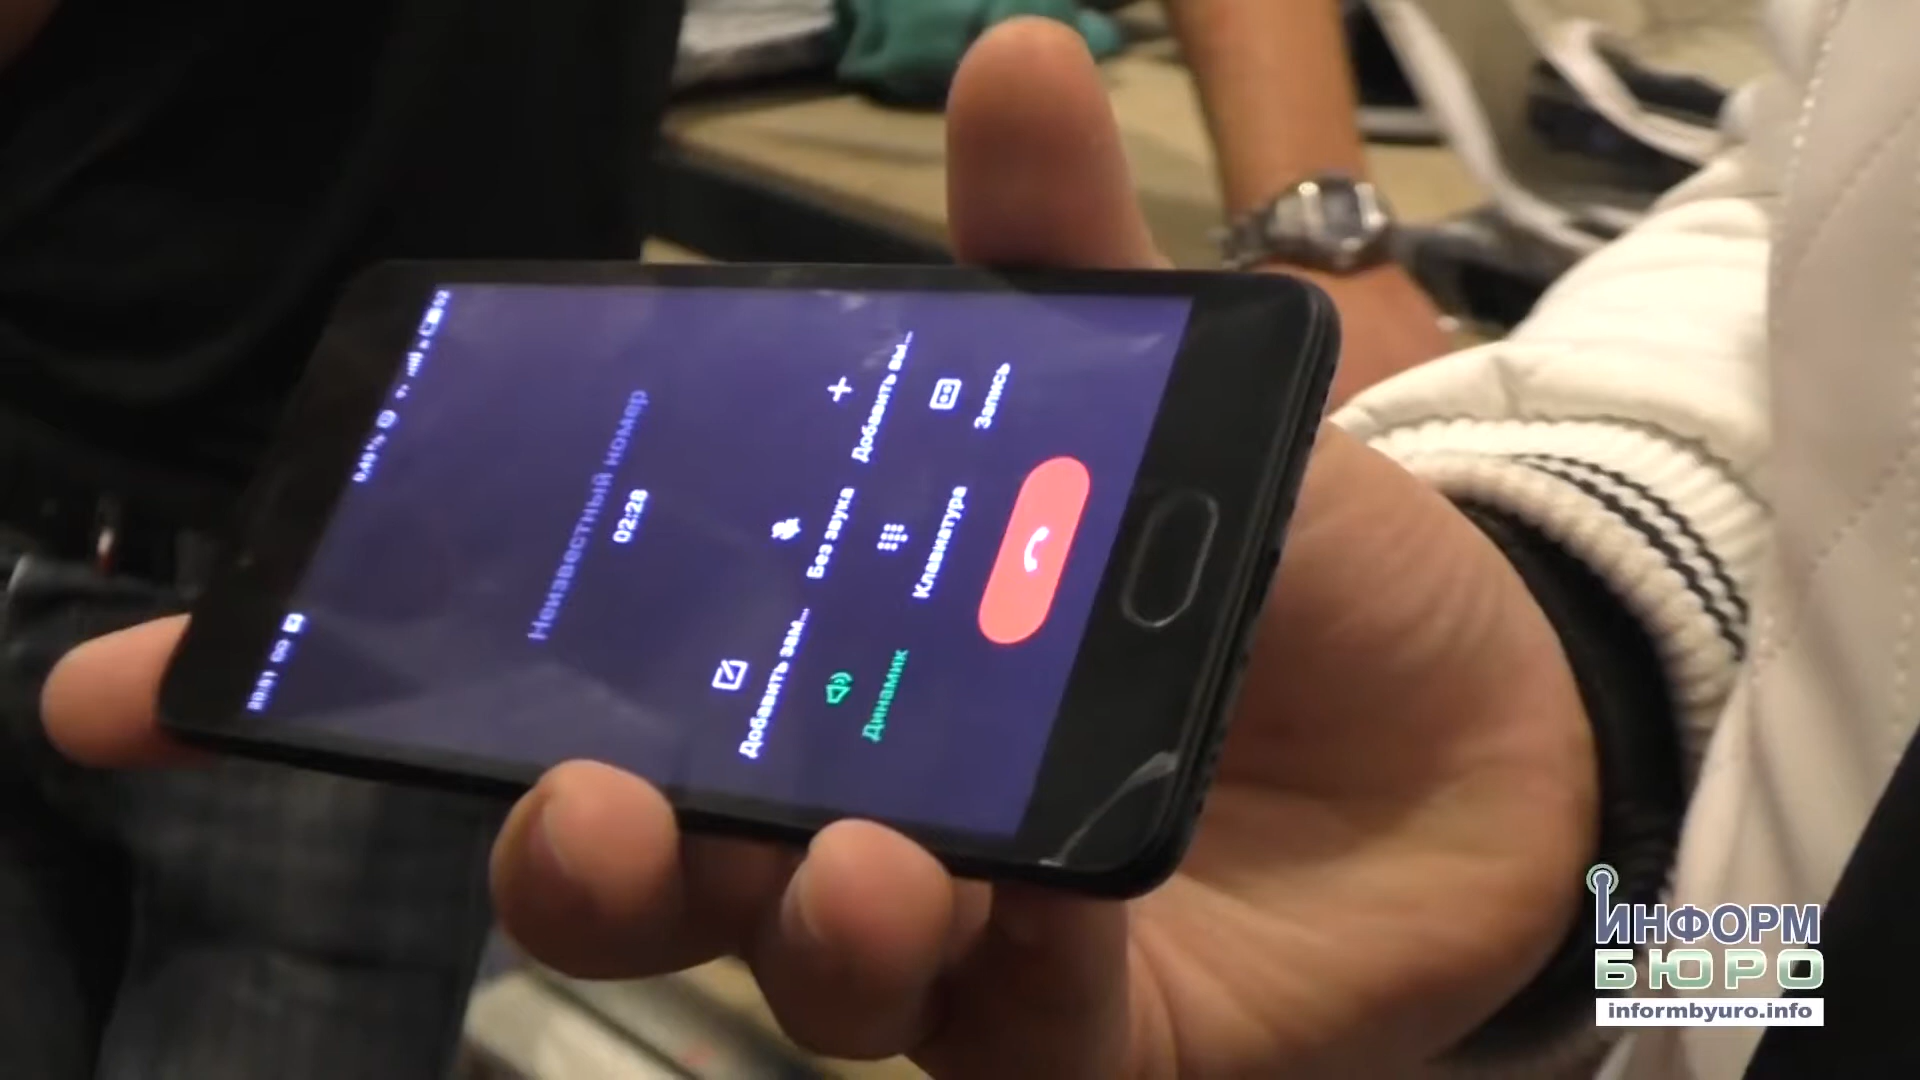 Неизвестный номер
02:28
Добавить зам...
Без звука
Добавить вы...
Динамик
Клавиатура
Запись
ИНФОРМ
БЮРО
informbyuro.info